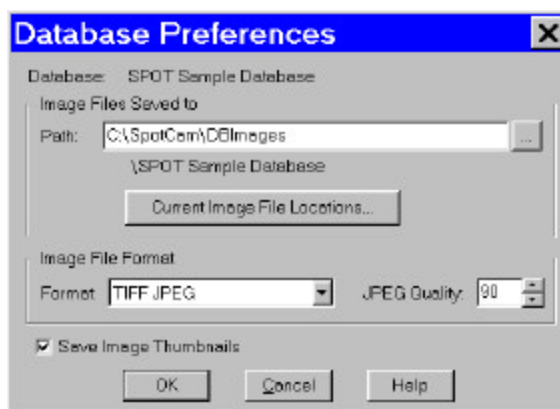 Database Preferences
Database: SPOT Sample Database
Image Files Saved to
Path: C:\SpotCam\DBImages ...
\SPOT Sample Database
Current Image File Locations...
Image File Format
Format TIFF JPEG JPEG Quality: 90
Save Image Thumbnails
OK Cancel Help